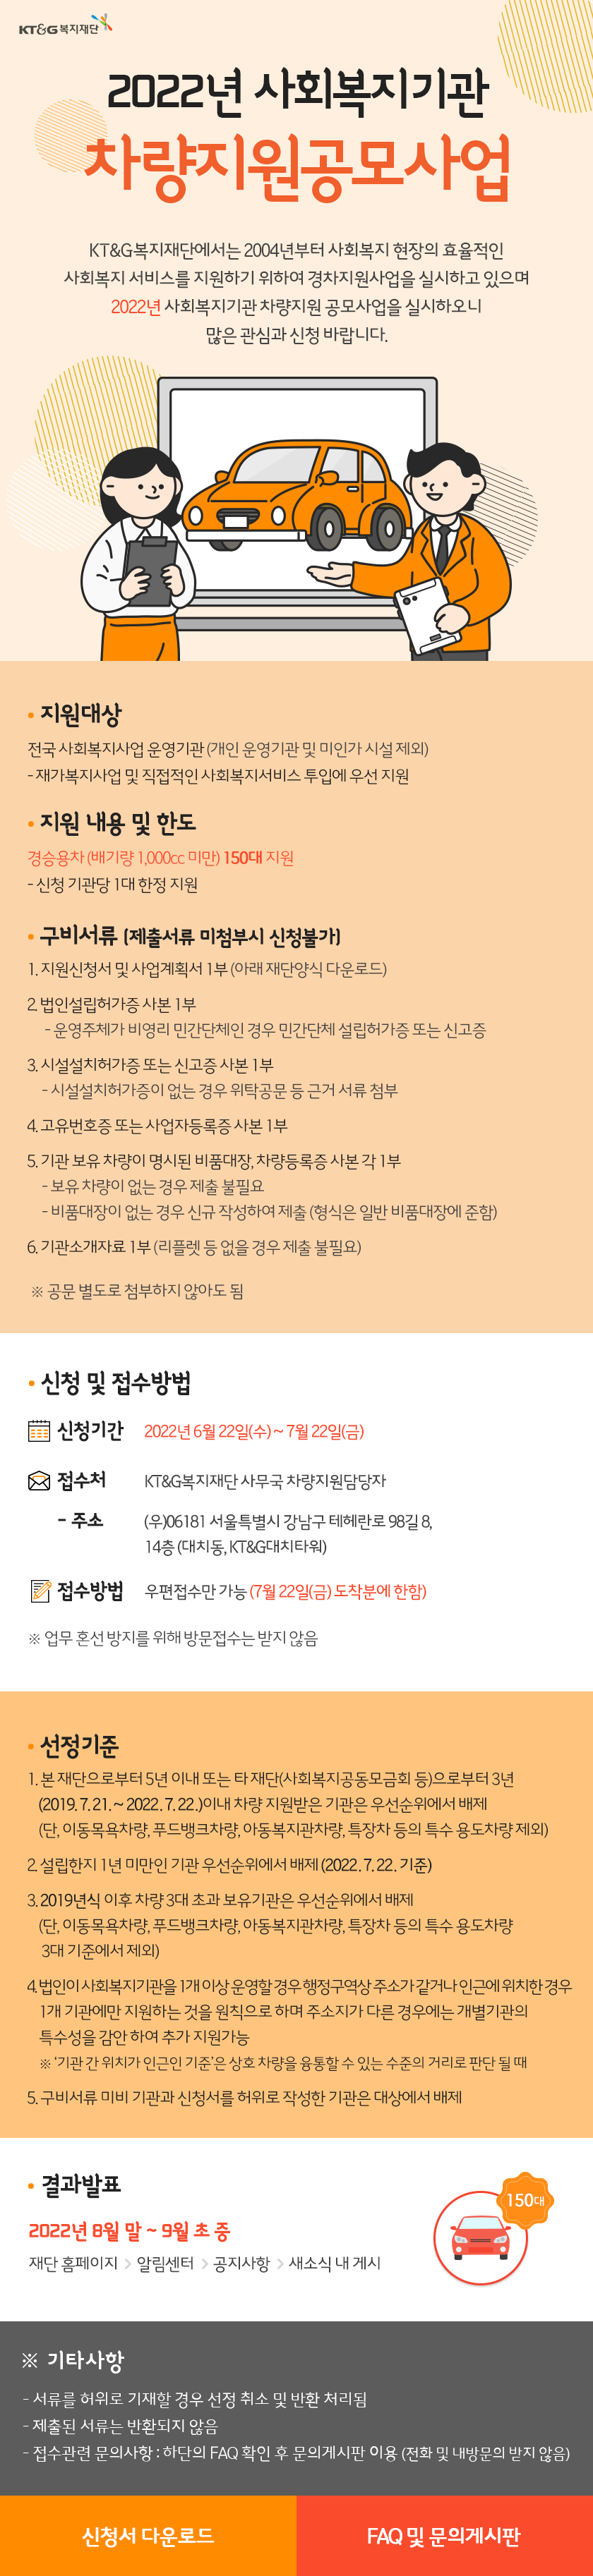 KT&G복지재단
2022년 사회복지기관
차량지원공모사업
KT&G복지재단에서는 2004년부터 사회복지 현장의 효율적인
사회복지 서비스를 지원하기 위하여 경차지원사업을 실시하고 있으며
2022년 사회복지기관 차량지원 공모사업을 실시하오니
많은 관심과 신청 바랍니다.
• 지원대상
전국 사회복지사업 운영기관 (개인 운영기관 및 미인가 시설 제외)
- 재가복지사업 및 직접적인 사회복지서비스 투입에 우선 지원
• 지원 내용 및 한도
경승용차 (배기량 1,000cc 미만) 150대 지원
- 신청 기관당 1대 한정 지원
• 구비서류 (제출서류 미첨부시 신청불가)
1. 지원신청서 및 사업계획서 1부 (아래 재단양식 다운로드)
2. 법인설립허가증 사본 1부
- 운영주체가 비영리 민간단체인 경우 민간단체 설립허가증 또는 신고증
3. 시설설치허가증 또는 신고증 사본 1부
- 시설설치허가증이 없는 경우 위탁공문 등 근거 서류 첨부
4. 고유번호증 또는 사업자등록증 사본 1부
5. 기관 보유 차량이 명시된 비품대장, 차량등록증 사본 각 1부
- 보유 차량이 없는 경우 제출 불필요
- 비품대장이 없는 경우 신규 작성하여 제출 (형식은 일반 비품대장에 준함)
6. 기관소개자료 1부 (리플렛 등 없을 경우 제출 불필요)
※ 공문 별도로 첨부하지 않아도 됨
• 신청 및 접수방법
신청기간 2022년 6월 22일(수) ~ 7월 22일(금)
접수처 KT&G복지재단 사무국 차량지원담당자
- 주소 (우)06181 서울특별시 강남구 테헤란로 98길 8,
14층 (대치동, KT&G대치타워)
접수방법 우편접수만 가능 (7월 22일(금) 도착분에 한함)
※ 업무 혼선 방지를 위해 방문접수는 받지 않음
• 선정기준
1. 본 재단으로부터 5년 이내 또는 타 재단(사회복지공동모금회 등)으로부터 3년
(2019. 7. 21. ~ 2022. 7. 22.)이내 차량 지원받은 기관은 우선순위에서 배제
(단, 이동목욕차량, 푸드뱅크차량, 아동복지관차량, 특장차 등의 특수 용도차량 제외)
2. 설립한지 1년 미만인 기관 우선순위에서 배제 (2022. 7. 22. 기준)
3. 2019년식 이후 차량 3대 초과 보유기관은 우선순위에서 배제
(단, 이동목욕차량, 푸드뱅크차량, 아동복지관차량, 특장차 등의 특수 용도차량
3대 기준에서 제외)
4. 법인이 사회복지기관을 1개 이상 운영할 경우 행정구역상 주소가 같거나 인근에 위치한 경우
1개 기관에만 지원하는 것을 원칙으로 하며 주소지가 다른 경우에는 개별기관의
특수성을 감안 하여 추가 지원가능
※ '기관 간 위치가 인근인 기준'은 상호 차량을 융통할 수 있는 수준의 거리로 판단 될 때
5. 구비서류 미비 기관과 신청서를 허위로 작성한 기관은 대상에서 배제
• 결과발표
150대
2022년 8월 말 ~ 9월 초 중
재단 홈페이지 > 알림센터 > 공지사항 > 새소식 내 게시
※ 기타사항
- 서류를 허위로 기재할 경우 선정 취소 및 반환 처리됨
- 제출된 서류는 반환되지 않음
- 접수관련 문의사항 : 하단의 FAQ 확인 후 문의게시판 이용 (전화 및 내방문의 받지 않음)
신청서 다운로드
FAQ 및 문의게시판